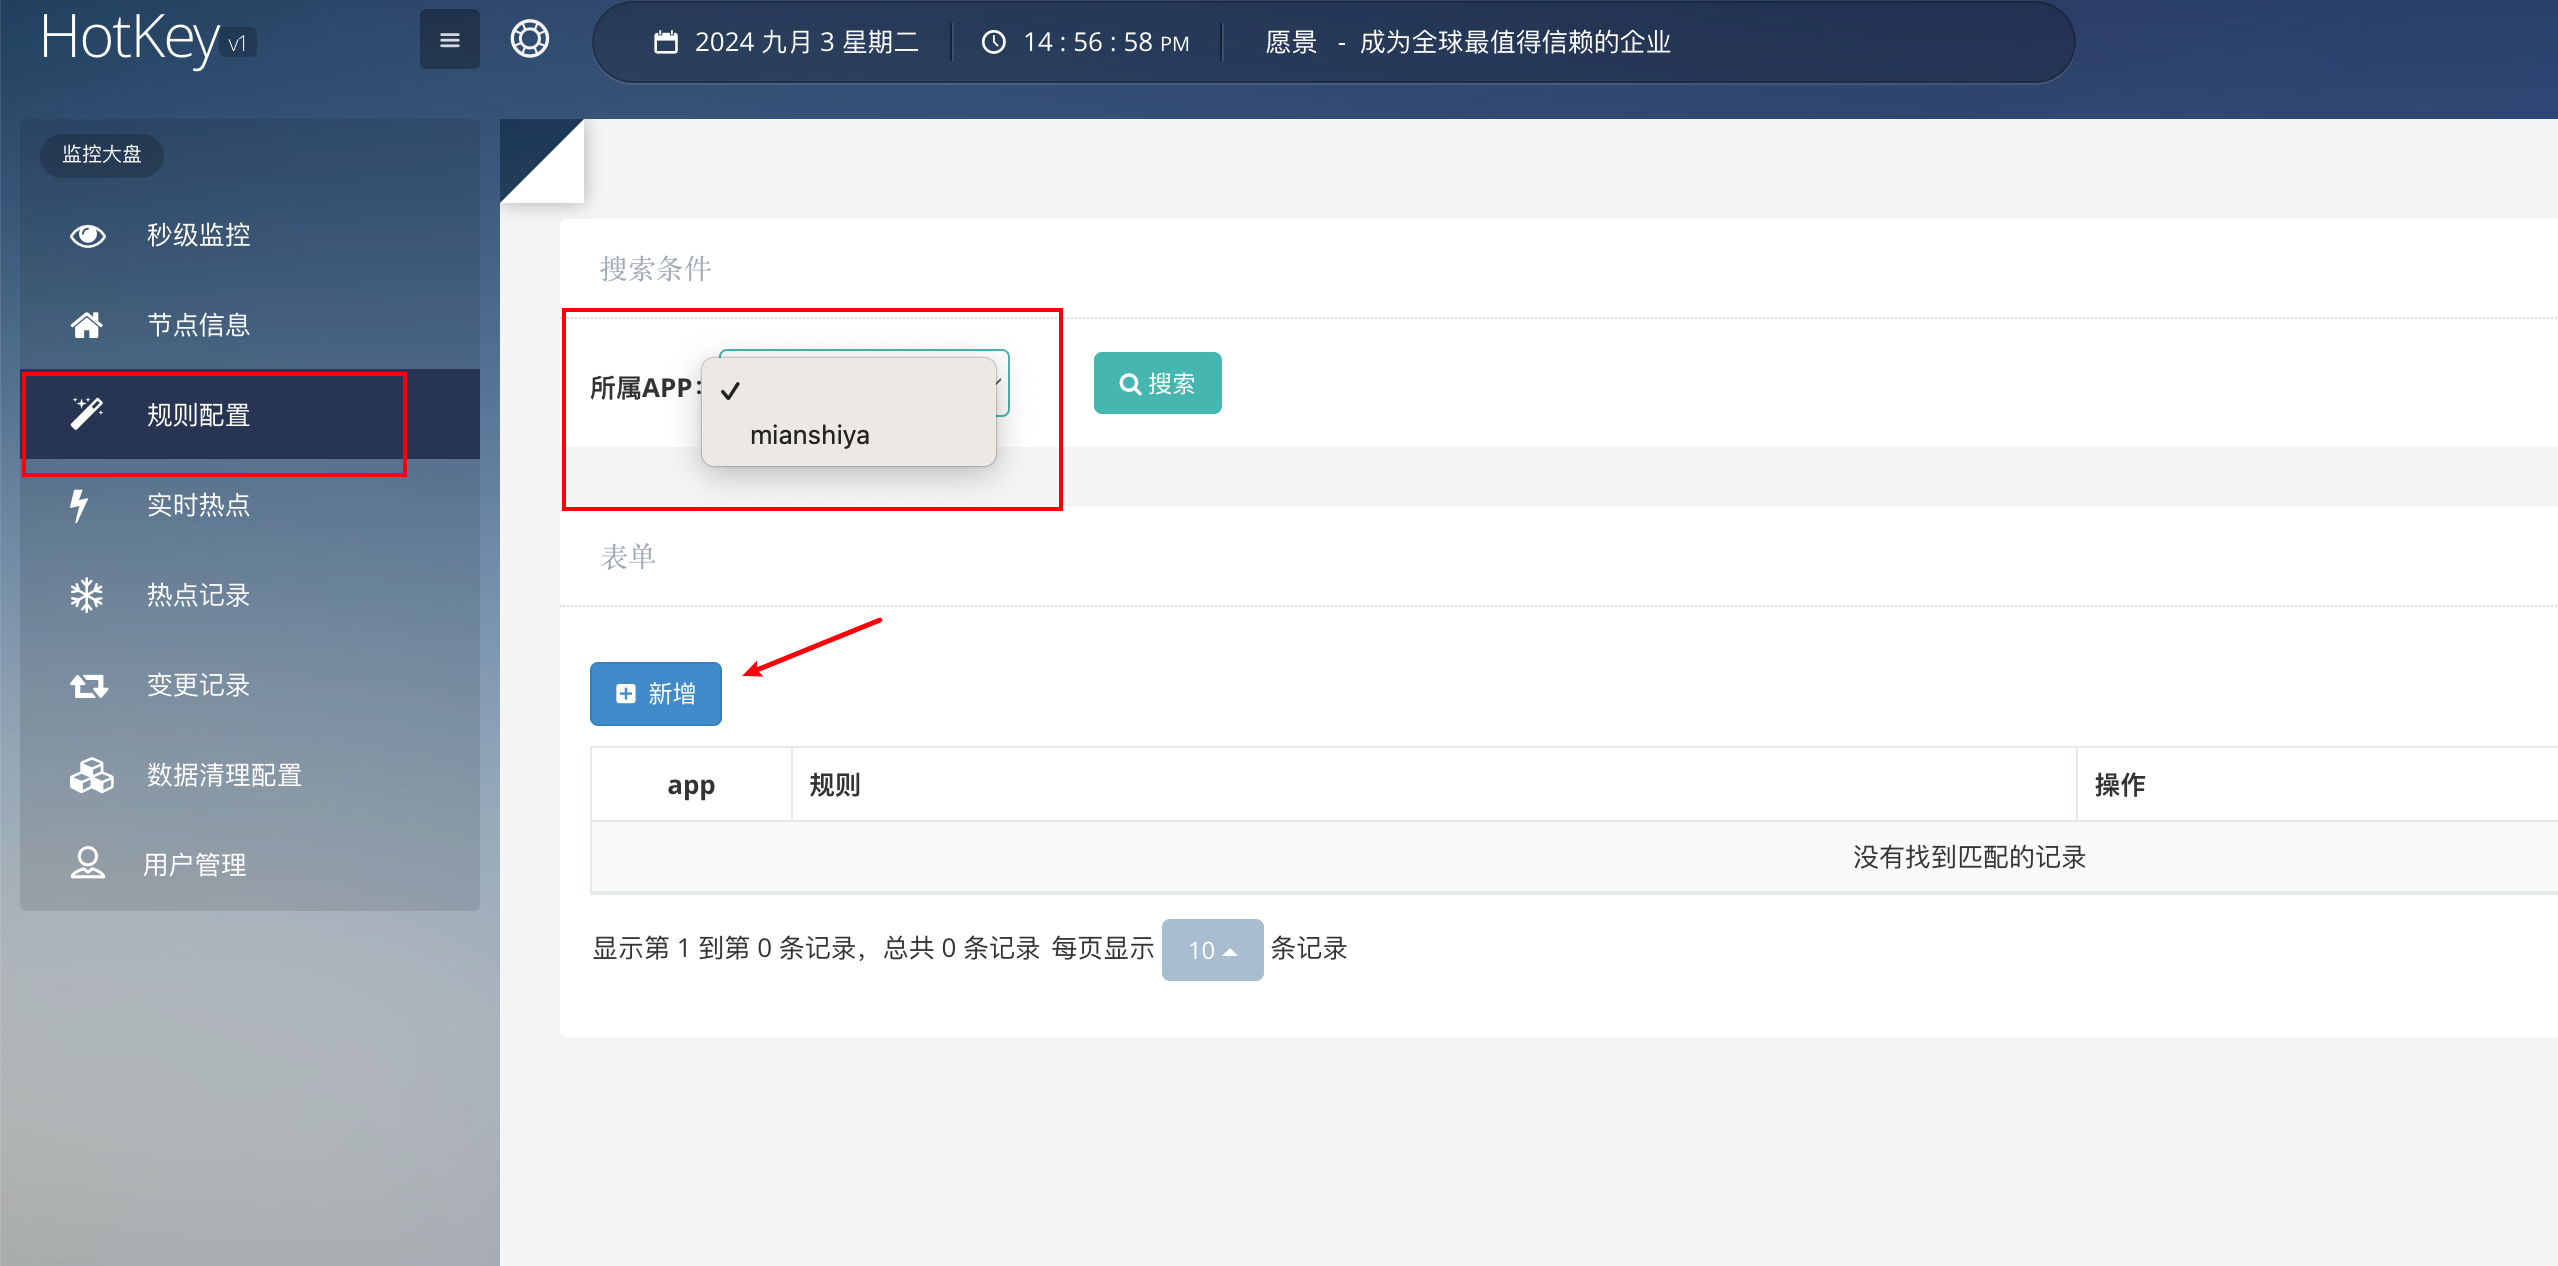 HotKey v1
2024 九月 3 星期二
14 : 56 : 58 PM
愿景 - 成为全球最值得信赖的企业
监控大盘
秒级监控
节点信息
规则配置
实时热点
热点记录
变更记录
数据清理配置
用户管理
搜索条件
所属APP:
mianshiya
搜索
表单
新增
app 规则 操作
没有找到匹配的记录
显示第 1 到第 0 条记录，总共 0 条记录 每页显示 10 条记录